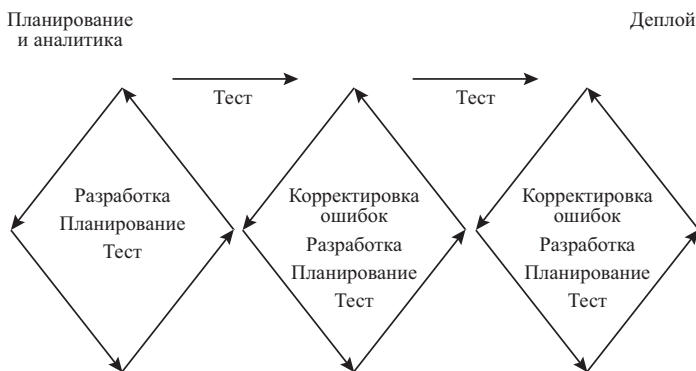 Планирование
и аналитика
Деплой
Тест
Тест
Разработка
Планирование
Тест
Корректировка
ошибок
Разработка
Планирование
Тест
Корректировка
ошибок
Разработка
Планирование
Тест